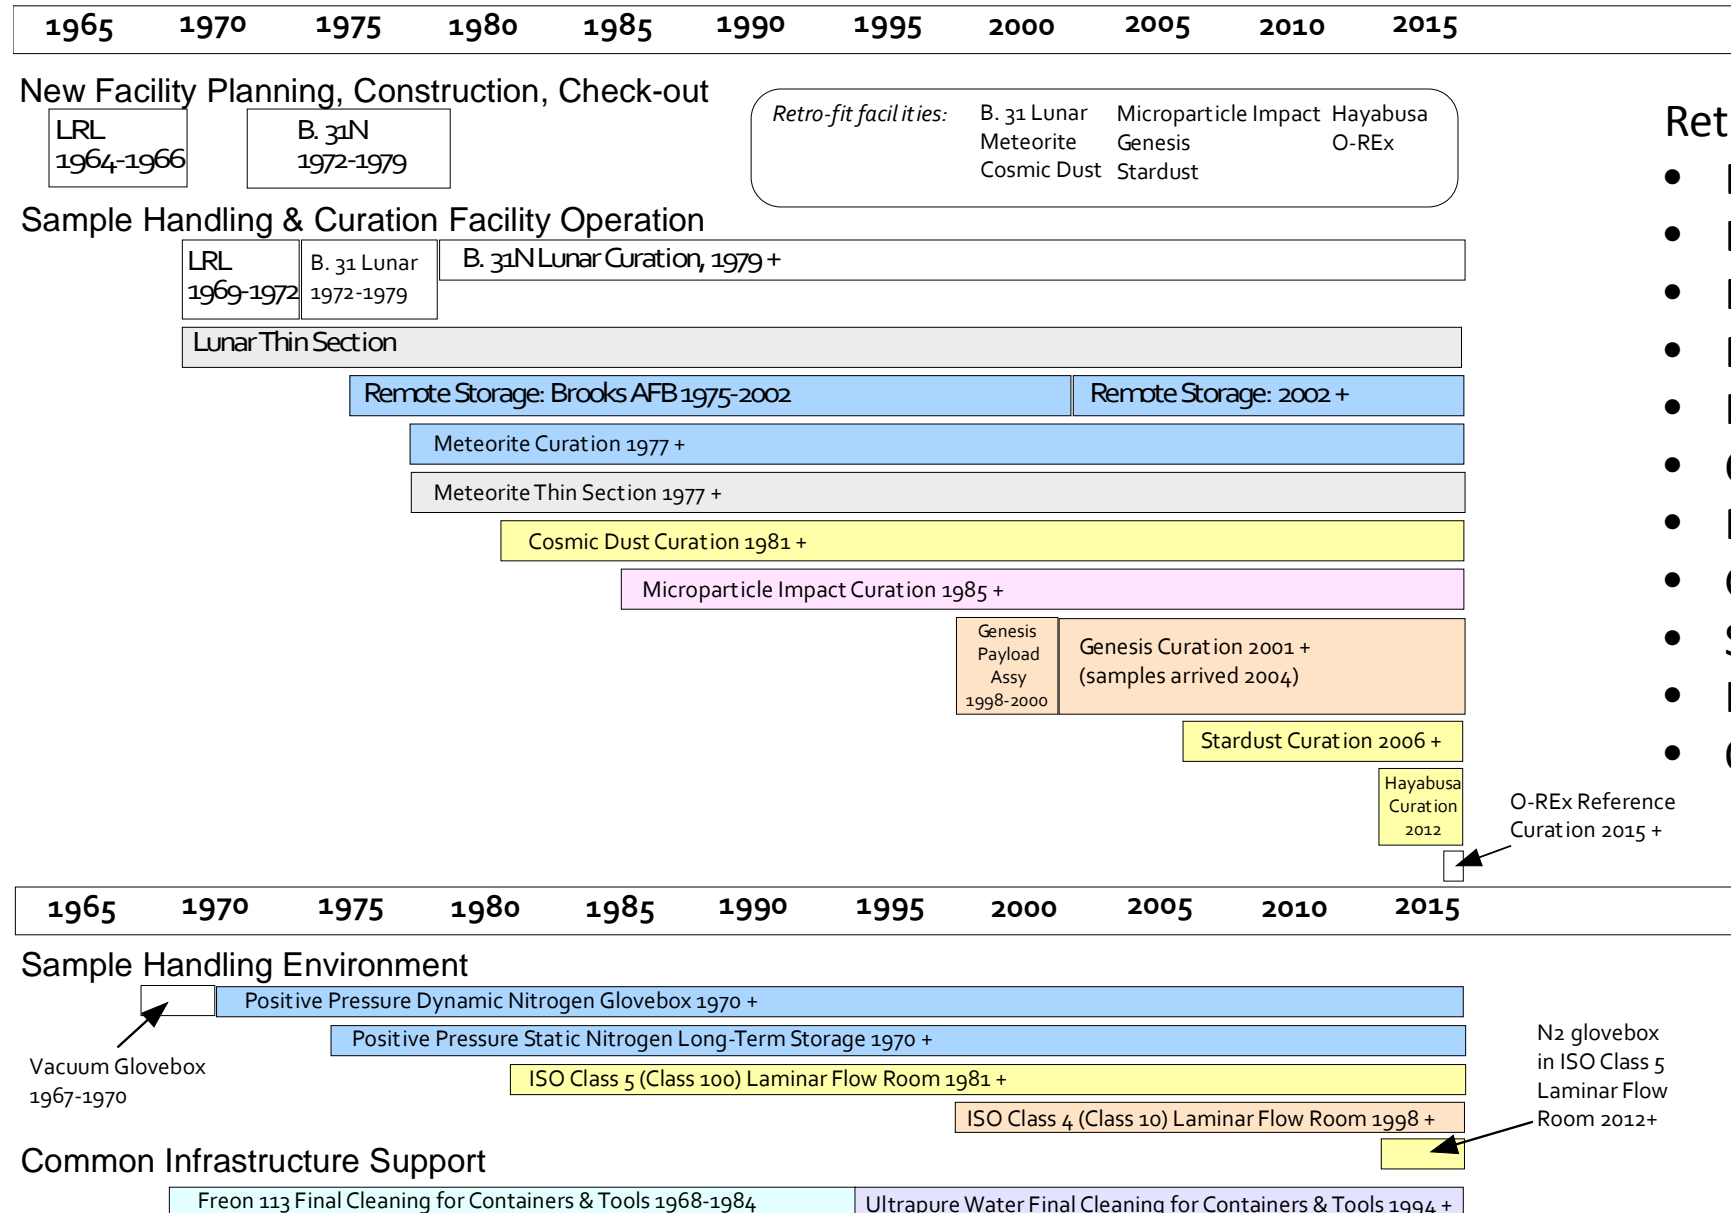 1965 1970 1975 1980 1985 1990 1995 2000 2005 2010 2015
New Facility Planning, Construction, Check-out
LRL
1964-1966
B. 31N
1972-1979
Retro-fit facilities:
B. 31 Lunar
Meteorite
Cosmic Dust
Microparticle Impact
Genesis
Stardust
Hayabusa
O-REx
Ret
Sample Handling & Curation Facility Operation
LRL
1969-1972
B. 31 Lunar
1972-1979
B. 31N Lunar Curation, 1979 +
Lunar Thin Section
Remote Storage: Brooks AFB 1975-2002
Remote Storage: 2002 +
Meteorite Curation 1977 +
Meteorite Thin Section 1977 +
Cosmic Dust Curation 1981 +
Microparticle Impact Curation 1985 +
Genesis
Payload
Assy
1998-2000
Genesis Curation 2001 +
(samples arrived 2004)
Stardust Curation 2006 +
Hayabusa
Curation
2012
O-REx Reference
Curation 2015 +
1965 1970 1975 1980 1985 1990 1995 2000 2005 2010 2015
Sample Handling Environment
Positive Pressure Dynamic Nitrogen Glovebox 1970 +
Vacuum Glovebox
1967-1970
Positive Pressure Static Nitrogen Long-Term Storage 1970 +
ISO Class 5 (Class 100) Laminar Flow Room 1981 +
ISO Class 4 (Class 10) Laminar Flow Room 1998 +
N2 glovebox
in ISO Class 5
Laminar Flow
Room 2012+
Common Infrastructure Support
Freon 113 Final Cleaning for Containers & Tools 1968-1984
Ultrapure Water Final Cleaning for Containers & Tools 1994 +